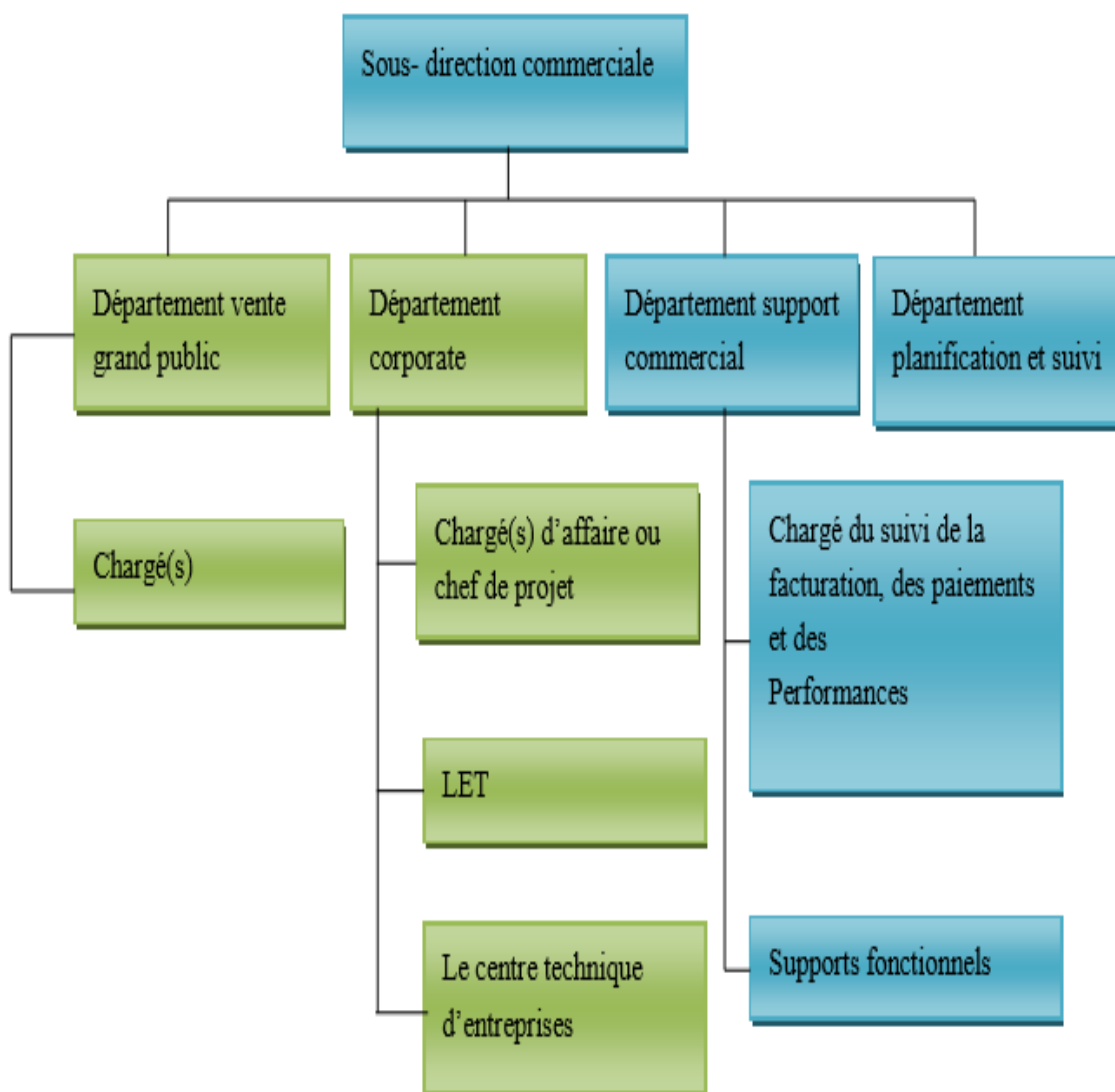 Sous- direction commerciale
Département vente
grand public
Département
corporate
Département support
commercial
Département
planification et suivi
Chargé(s)
Chargé(s) d’affaire ou
chef de projet
Chargé du suivi de la
facturation, des paiements
et des
Performances
LET
Le centre technique
d’entreprises
Supports fonctionnels